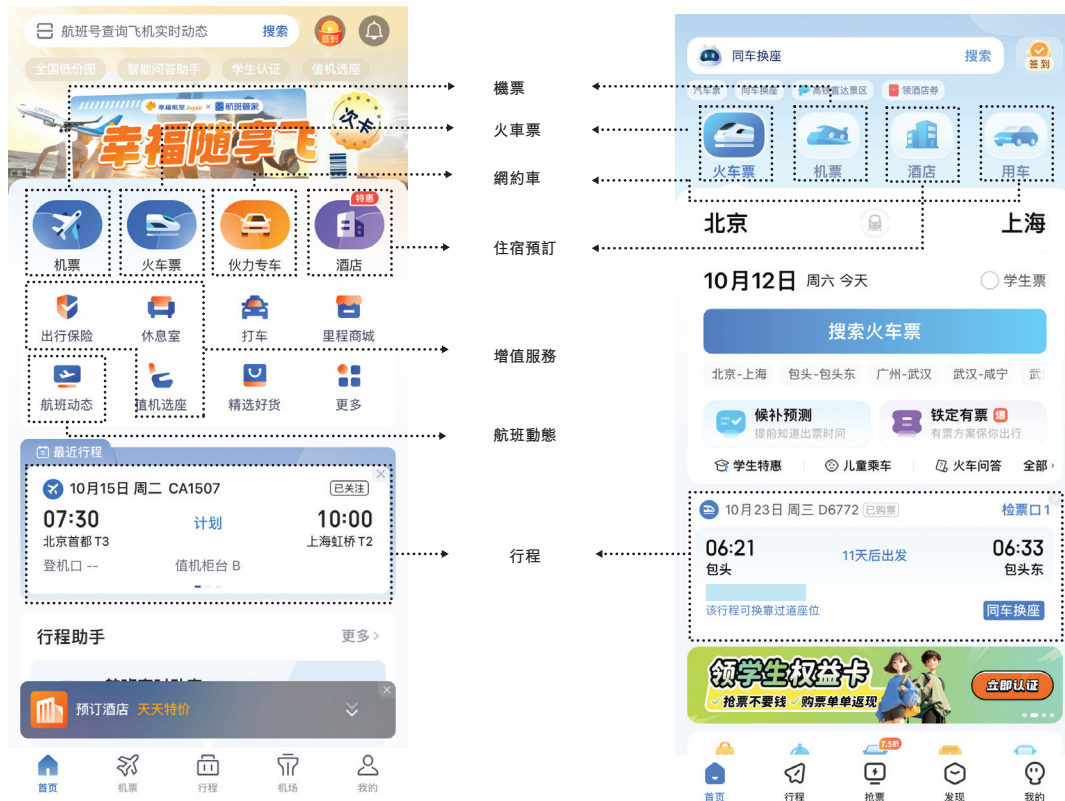 航班号查询飞机实时动态 搜索 签到
全国低价图 智能问答助手 学生认证 值机选座
幸福航空 Joyair × 航班管家
幸福随享飞
次卡
广告
特惠
机票 火车票 伙力专车 酒店
出行保险 休息室 打车 里程商城
航班动态 值机选座 精选好货 更多
最近行程
10月15日 周二 CA1507 已关注
07:30 计划 10:00
北京首都 T3 上海虹桥 T2
登机口 -- 值机柜台 B
行程助手 更多
预订酒店 天天特价
首页 机票 行程 机场 我的
機票
火車票
網約車
住宿預訂
增值服務
航班動態
行程
同车换座 搜索 签到
汽车票 同车换座 高铁直达景区 领酒店券
火车票 机票 酒店 用车
北京 上海
10月12日 周六 今天 学生票
搜索火车票
北京-上海 包头-包头东 广州-武汉 武汉-咸宁 武
候补预测 铁定有票 爆
提前知道出票时间 有票方案保你出行
学生特惠 儿童乘车 火车问答 全部
10月23日 周三 D6772 已购票 检票口1
06:21 11天后出发 06:33
包头 包头东
该行程可换靠过道座位 同车换座
领学生权益卡
抢票不要钱 购票单单返现 立即认证
7.5折
首页 行程 抢票 发现 我的